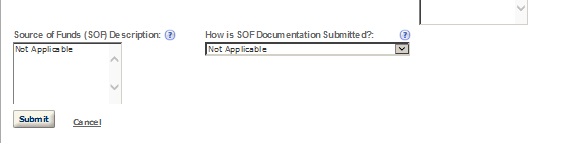 Source of Funds (SOF) Description: ?
How is SOF Documentation Submitted?: ?
Not Applicable
Not Applicable
Submit
Cancel